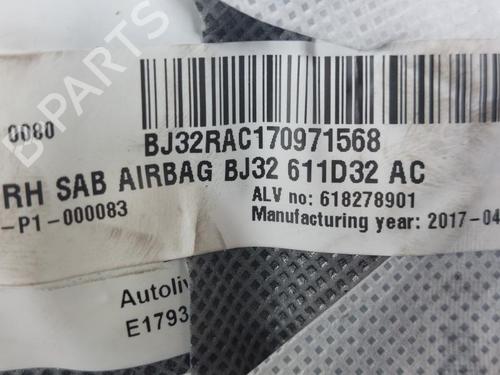 0080
BJ32RAC170971568
RH SAB AIRBAG BJ32 611D32 AC
-P1-000083
ALV no: 618278901
Manufacturing year: 2017-04
Autoliv
E1793